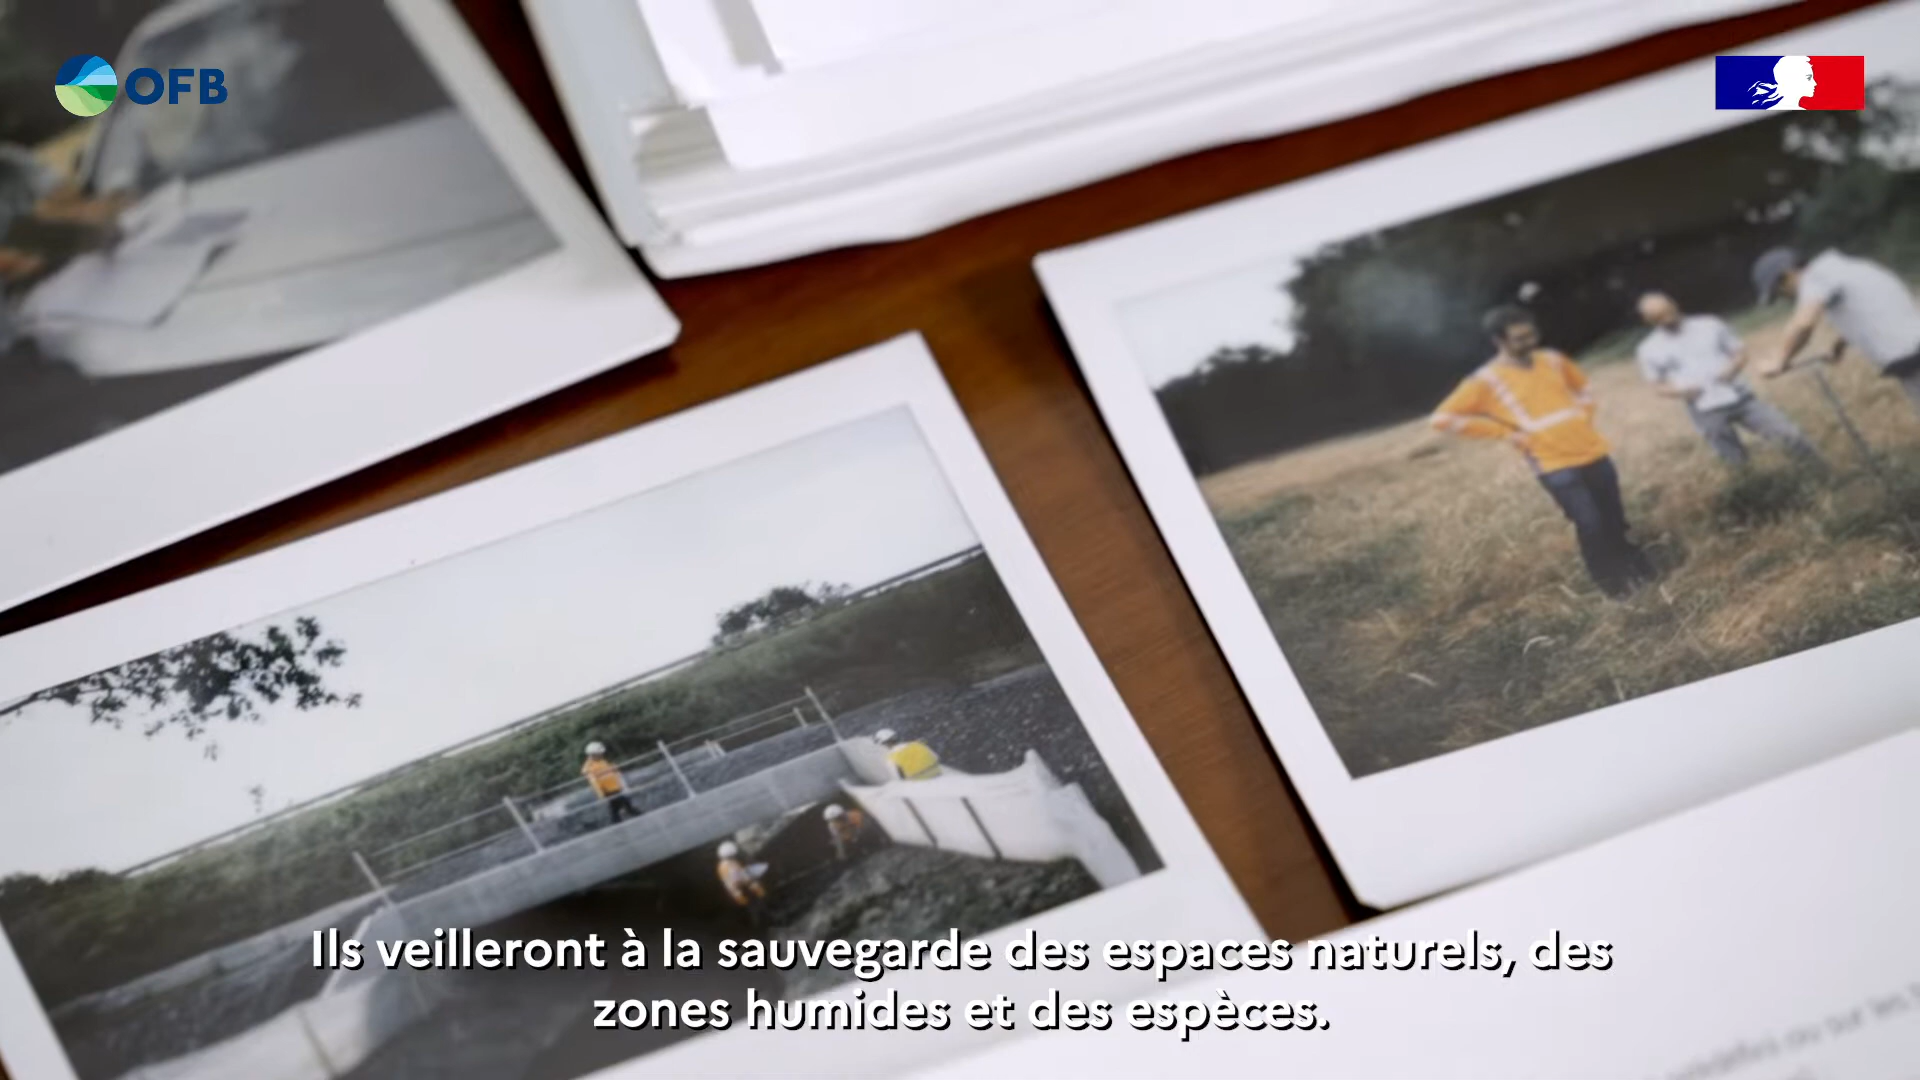 OFB
Ils veilleront à la sauvegarde des espaces naturels, des
zones humides et des espèces.